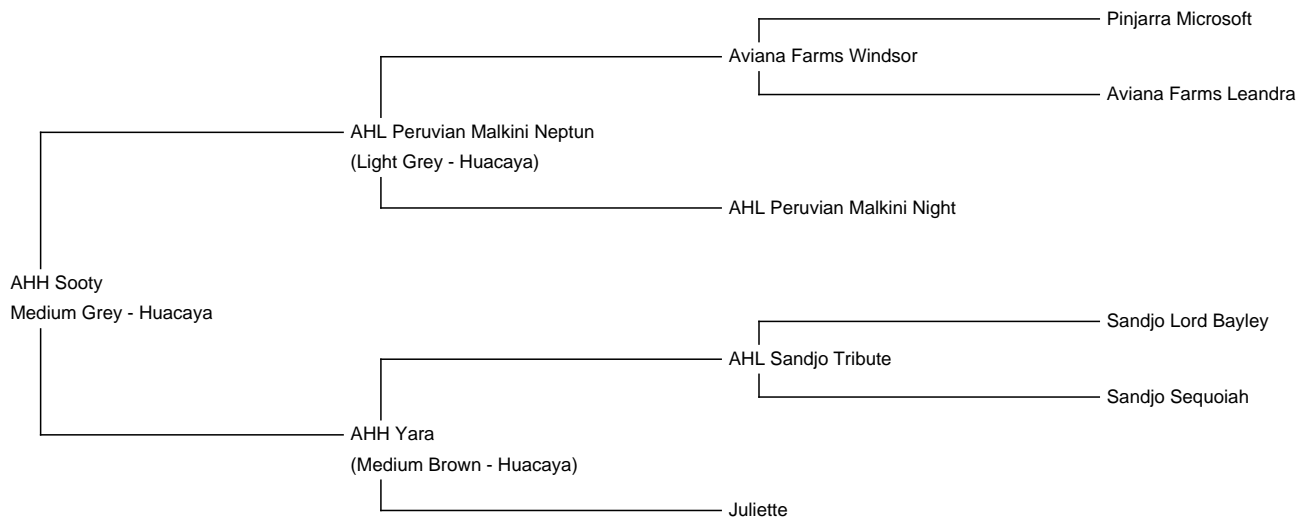 Pinjarra Microsoft
Aviana Farms Windsor
Aviana Farms Leandra
AHL Peruvian Malkini Neptun
(Light Grey - Huacaya)
AHL Peruvian Malkini Night
AHH Sooty
Medium Grey - Huacaya
Sandjo Lord Bayley
AHL Sandjo Tribute
Sandjo Sequoiah
AHH Yara
(Medium Brown - Huacaya)
Juliette